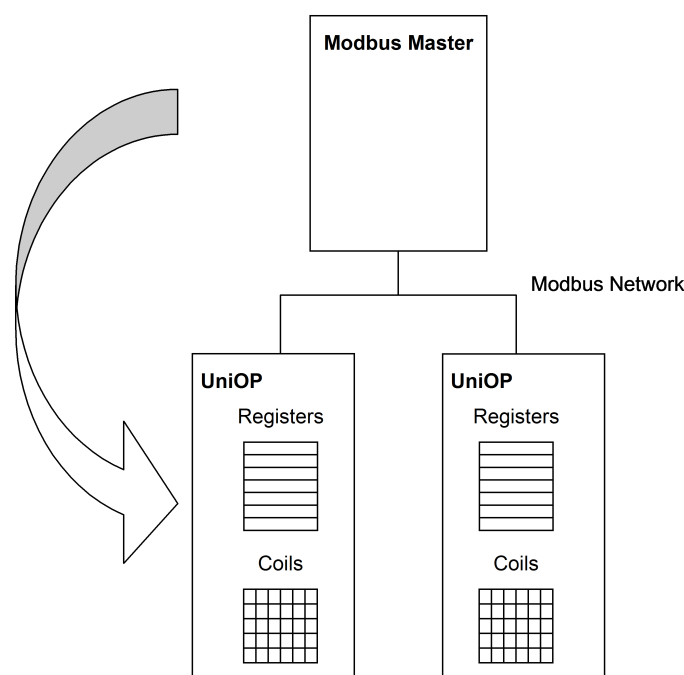 Modbus Master
Modbus Network
UniOP
Registers
Coils
UniOP
Registers
Coils